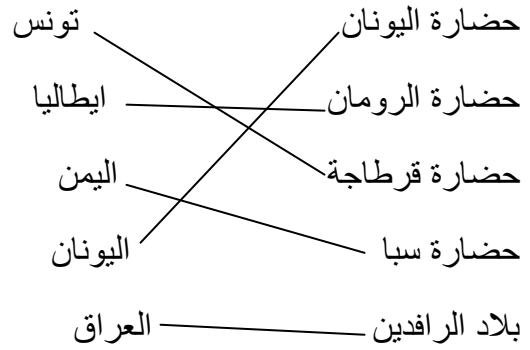 حضارة اليونان تونس
حضارة الرومان ايطاليا
حضارة قرطاجة اليمن
حضارة سبا اليونان
بلاد الرافدين العراق